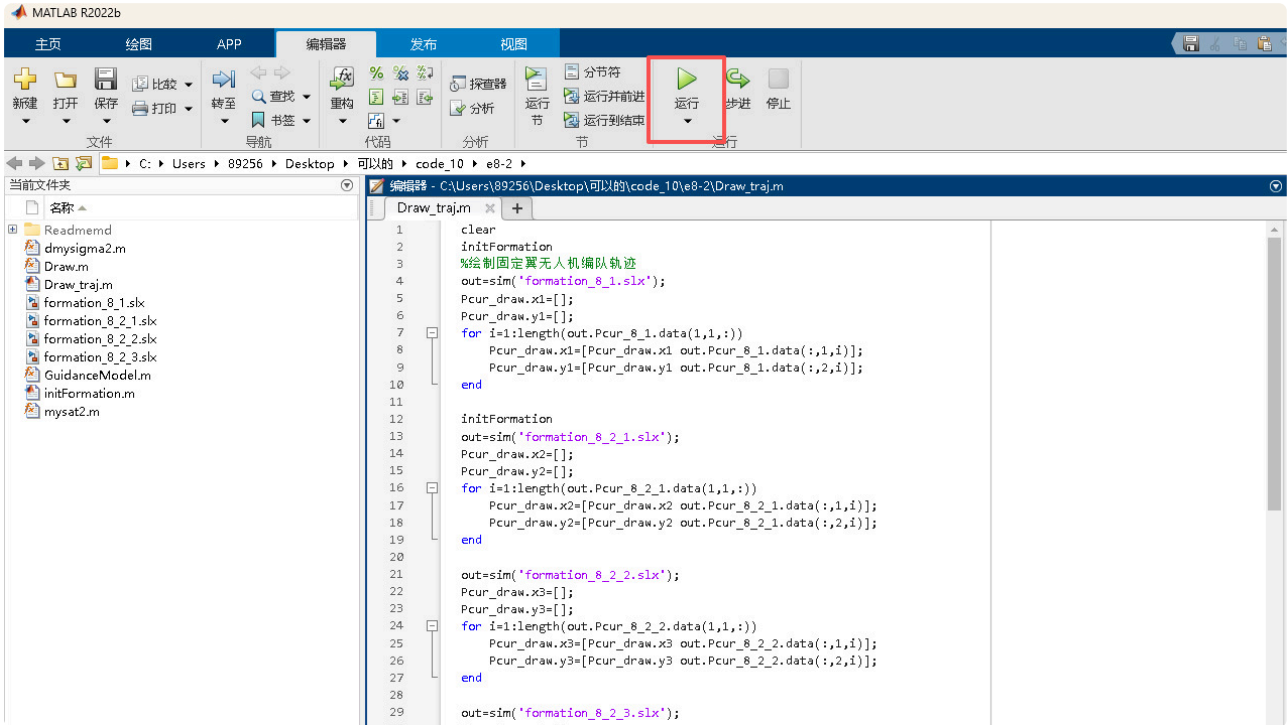 MATLAB R2022b
主页 绘图 APP 编辑器 发布 视图
新建 打开 保存 比较 打印 转至 查找 书签 重构 探查器 分析 运行节 分节符 运行并前进 运行到结束 运行 步进 停止
文件 导航 代码 分析 节 运行
C: Users 89256 Desktop 可以的 code_10 e8-2
当前文件夹
名称
Readmemd
dmysigma2.m
Draw.m
Draw_traj.m
formation_8_1.slx
formation_8_2_1.slx
formation_8_2_2.slx
formation_8_2_3.slx
GuidanceModel.m
initFormation.m
mysat2.m
编辑器 - C:\Users\89256\Desktop\可以的\code_10\e8-2\Draw_traj.m
Draw_traj.m
1 clear
2 initFormation
3 %绘制固定翼无人机编队轨迹
4 out=sim('formation_8_1.slx');
5 Pcur_draw.x1=[];
6 Pcur_draw.y1=[];
7 for i=1:length(out.Pcur_8_1.data(1,1,:))
8 Pcur_draw.x1=[Pcur_draw.x1 out.Pcur_8_1.data(:,1,i)];
9 Pcur_draw.y1=[Pcur_draw.y1 out.Pcur_8_1.data(:,2,i)];
10 end
11
12 initFormation
13 out=sim('formation_8_2_1.slx');
14 Pcur_draw.x2=[];
15 Pcur_draw.y2=[];
16 for i=1:length(out.Pcur_8_2_1.data(1,1,:))
17 Pcur_draw.x2=[Pcur_draw.x2 out.Pcur_8_2_1.data(:,1,i)];
18 Pcur_draw.y2=[Pcur_draw.y2 out.Pcur_8_2_1.data(:,2,i)];
19 end
20
21 out=sim('formation_8_2_2.slx');
22 Pcur_draw.x3=[];
23 Pcur_draw.y3=[];
24 for i=1:length(out.Pcur_8_2_2.data(1,1,:))
25 Pcur_draw.x3=[Pcur_draw.x3 out.Pcur_8_2_2.data(:,1,i)];
26 Pcur_draw.y3=[Pcur_draw.y3 out.Pcur_8_2_2.data(:,2,i)];
27 end
28
29 out=sim('formation_8_2_3.slx');